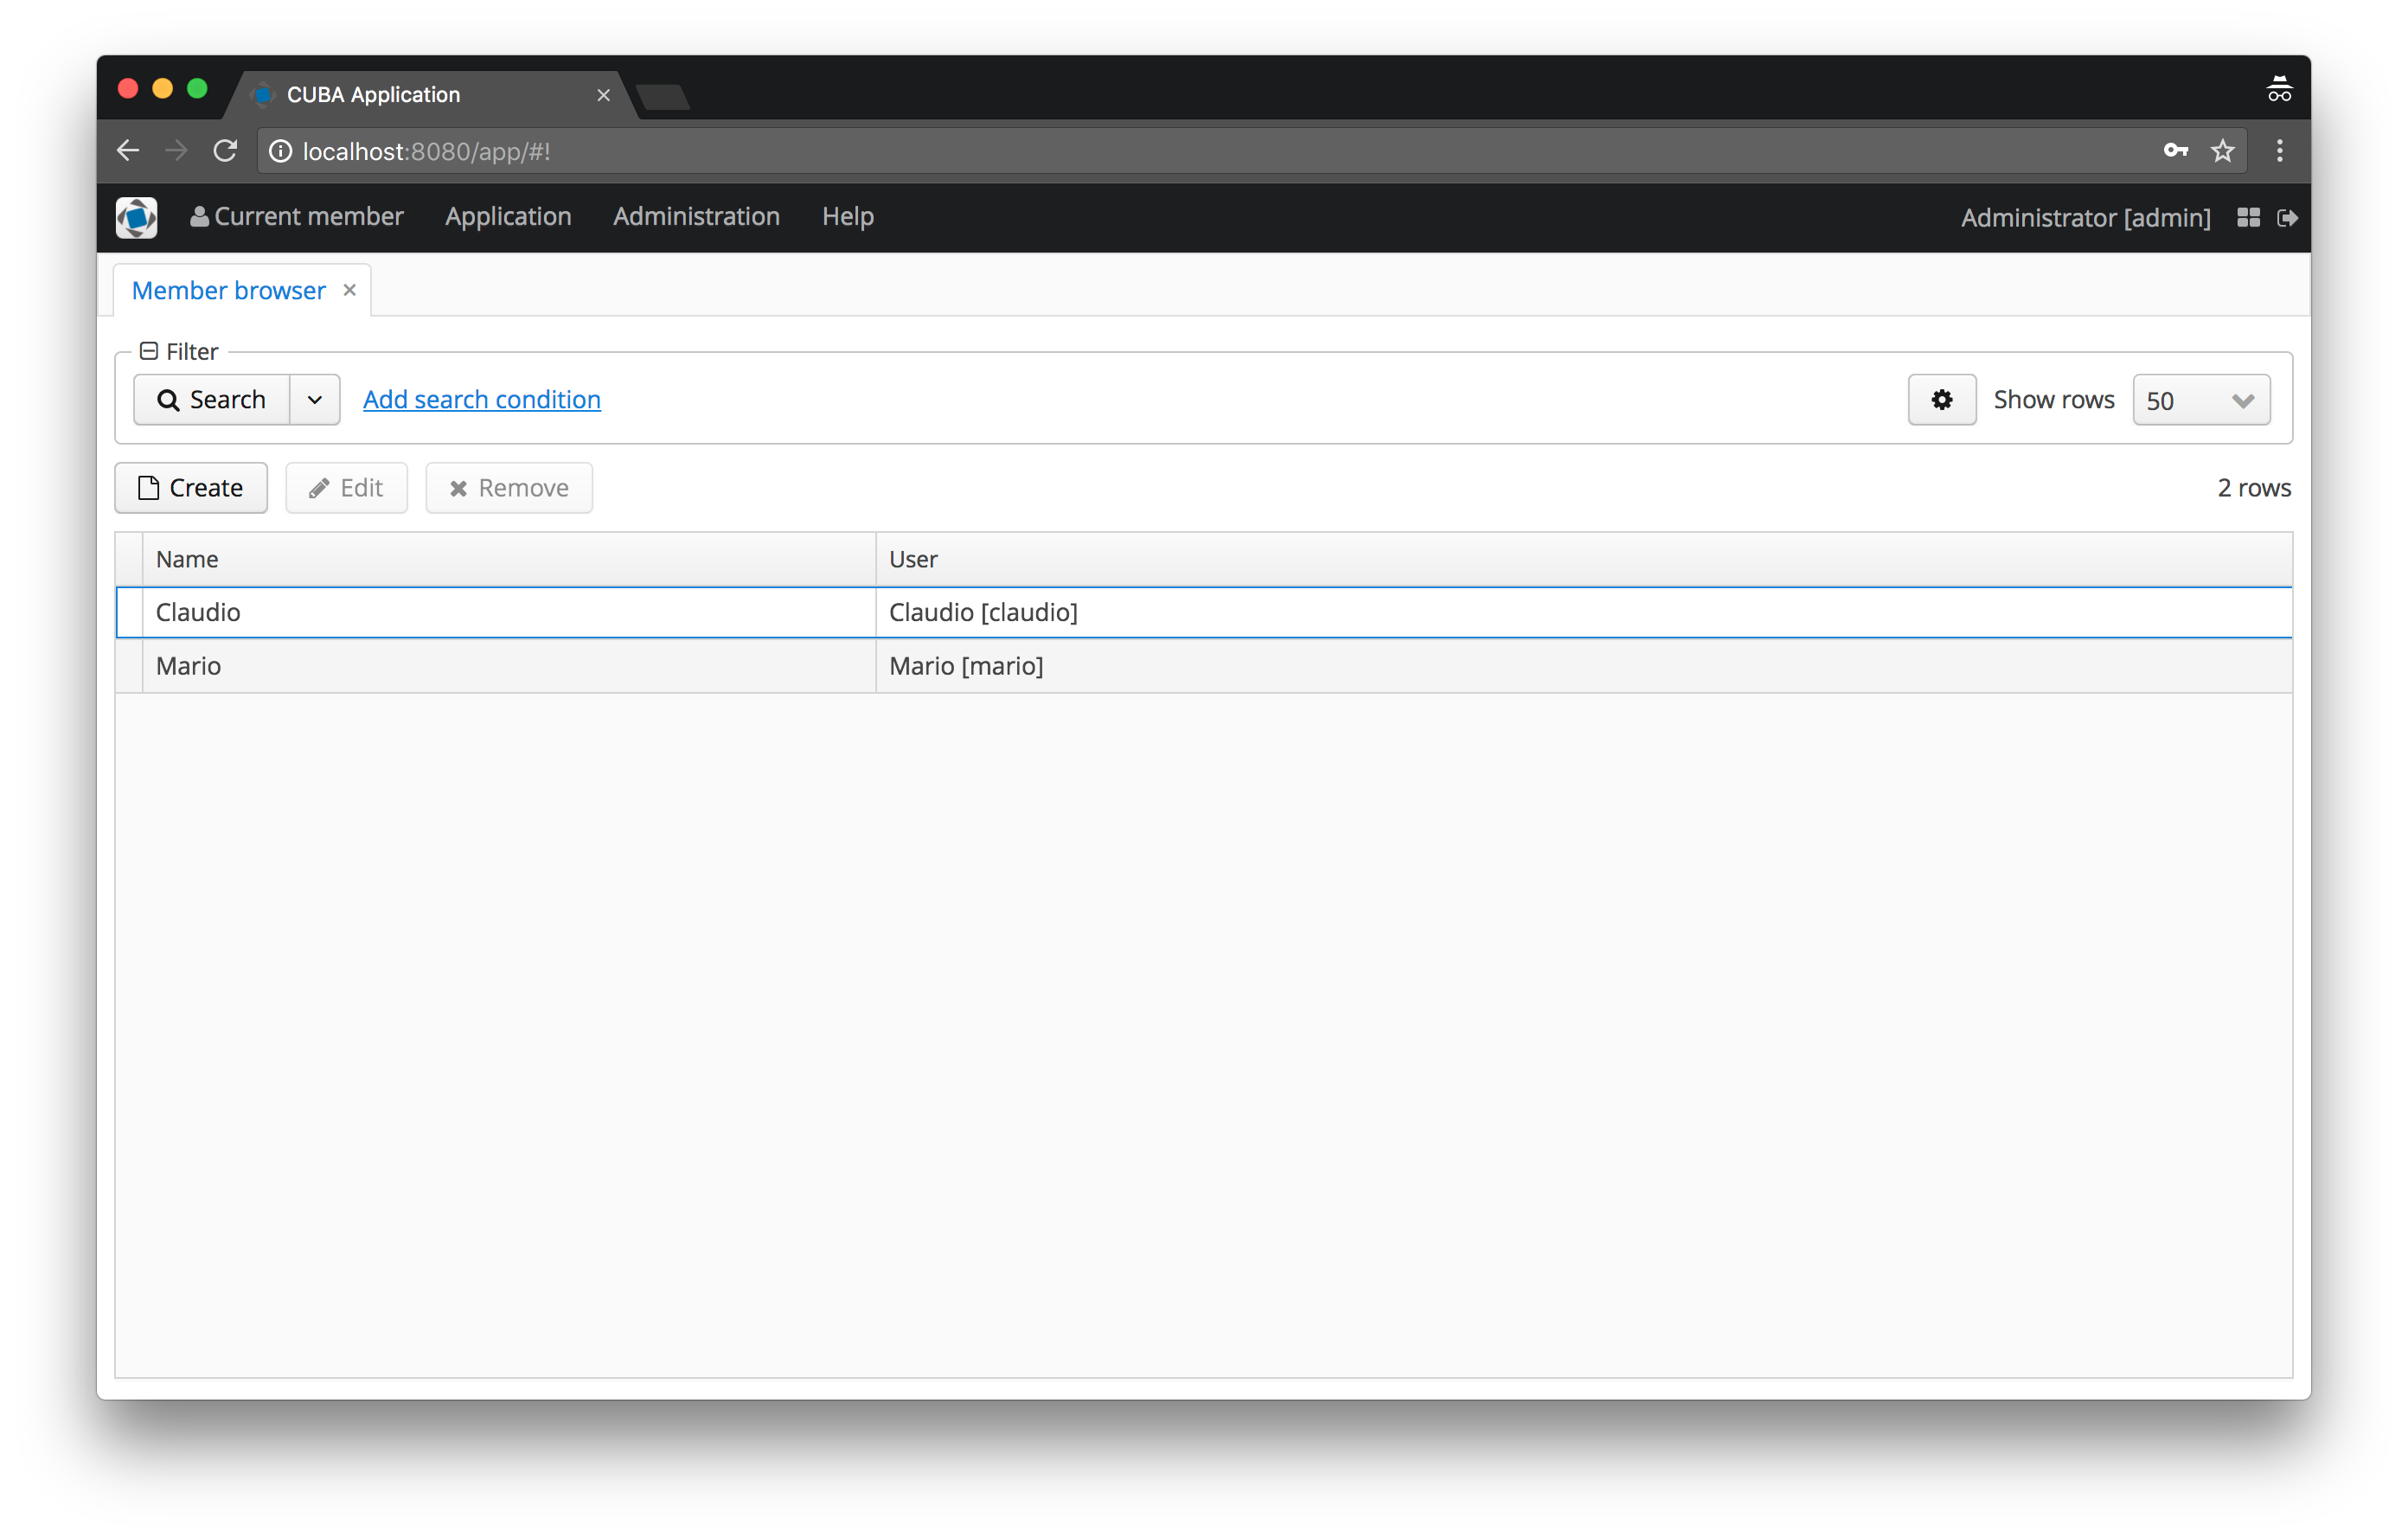 CUBA Application
localhost:8080/app/#!
Current member Application Administration Help Administrator [admin]
Member browser
Filter
Search Add search condition Show rows 50
Create Edit Remove 2 rows
Name User
Claudio Claudio [claudio]
Mario Mario [mario]